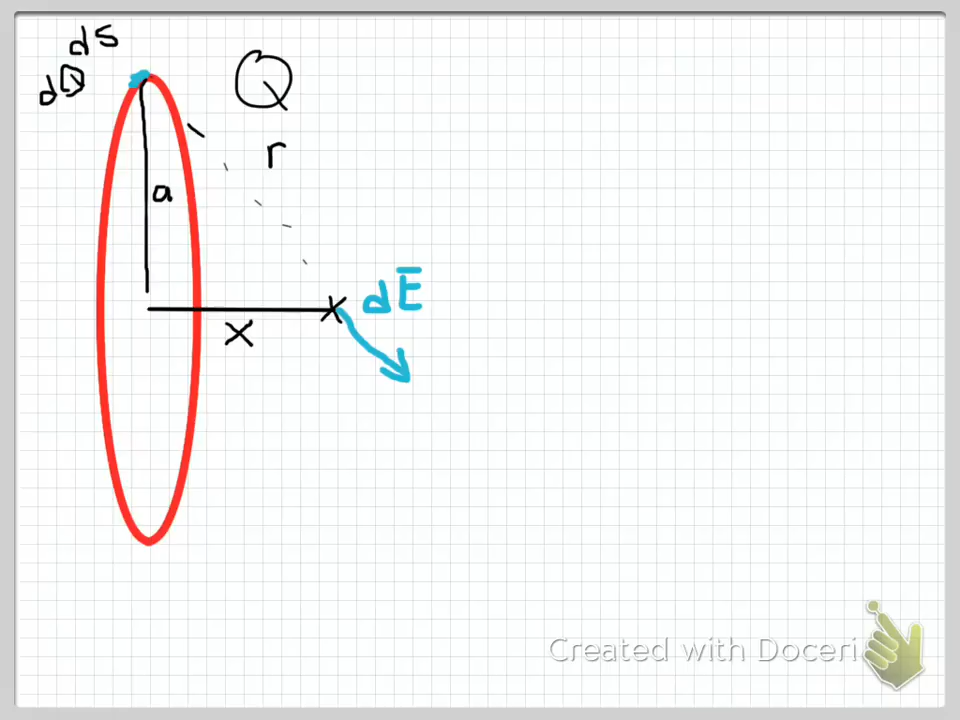 dS
dQ
Q
r
a
dE̅
x
Created with Doceri